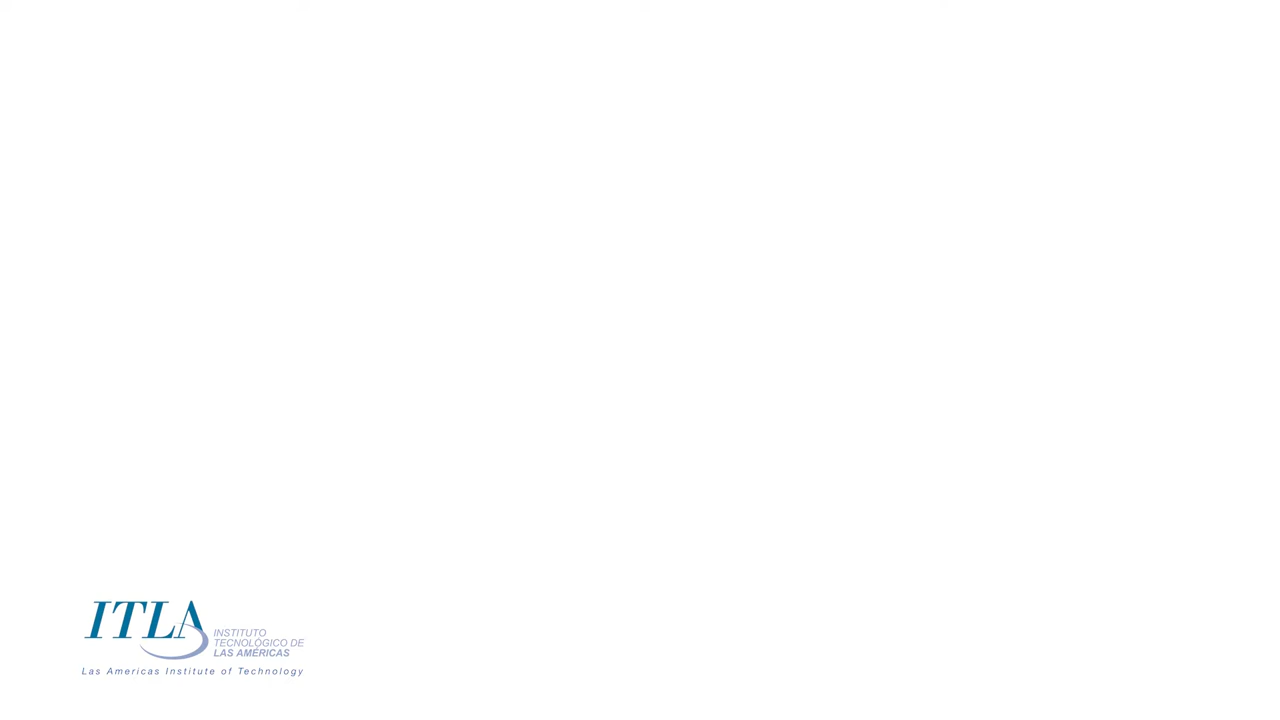 ITLA
INSTITUTO
TECNOLÓGICO DE
LAS AMÉRICAS
Las Americas Institute of Technology